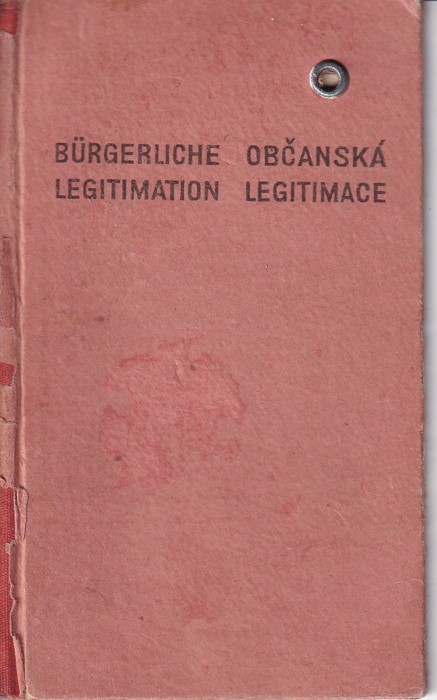 BÜRGERLICHE OBČANSKÁ
LEGITIMATION LEGITIMACE